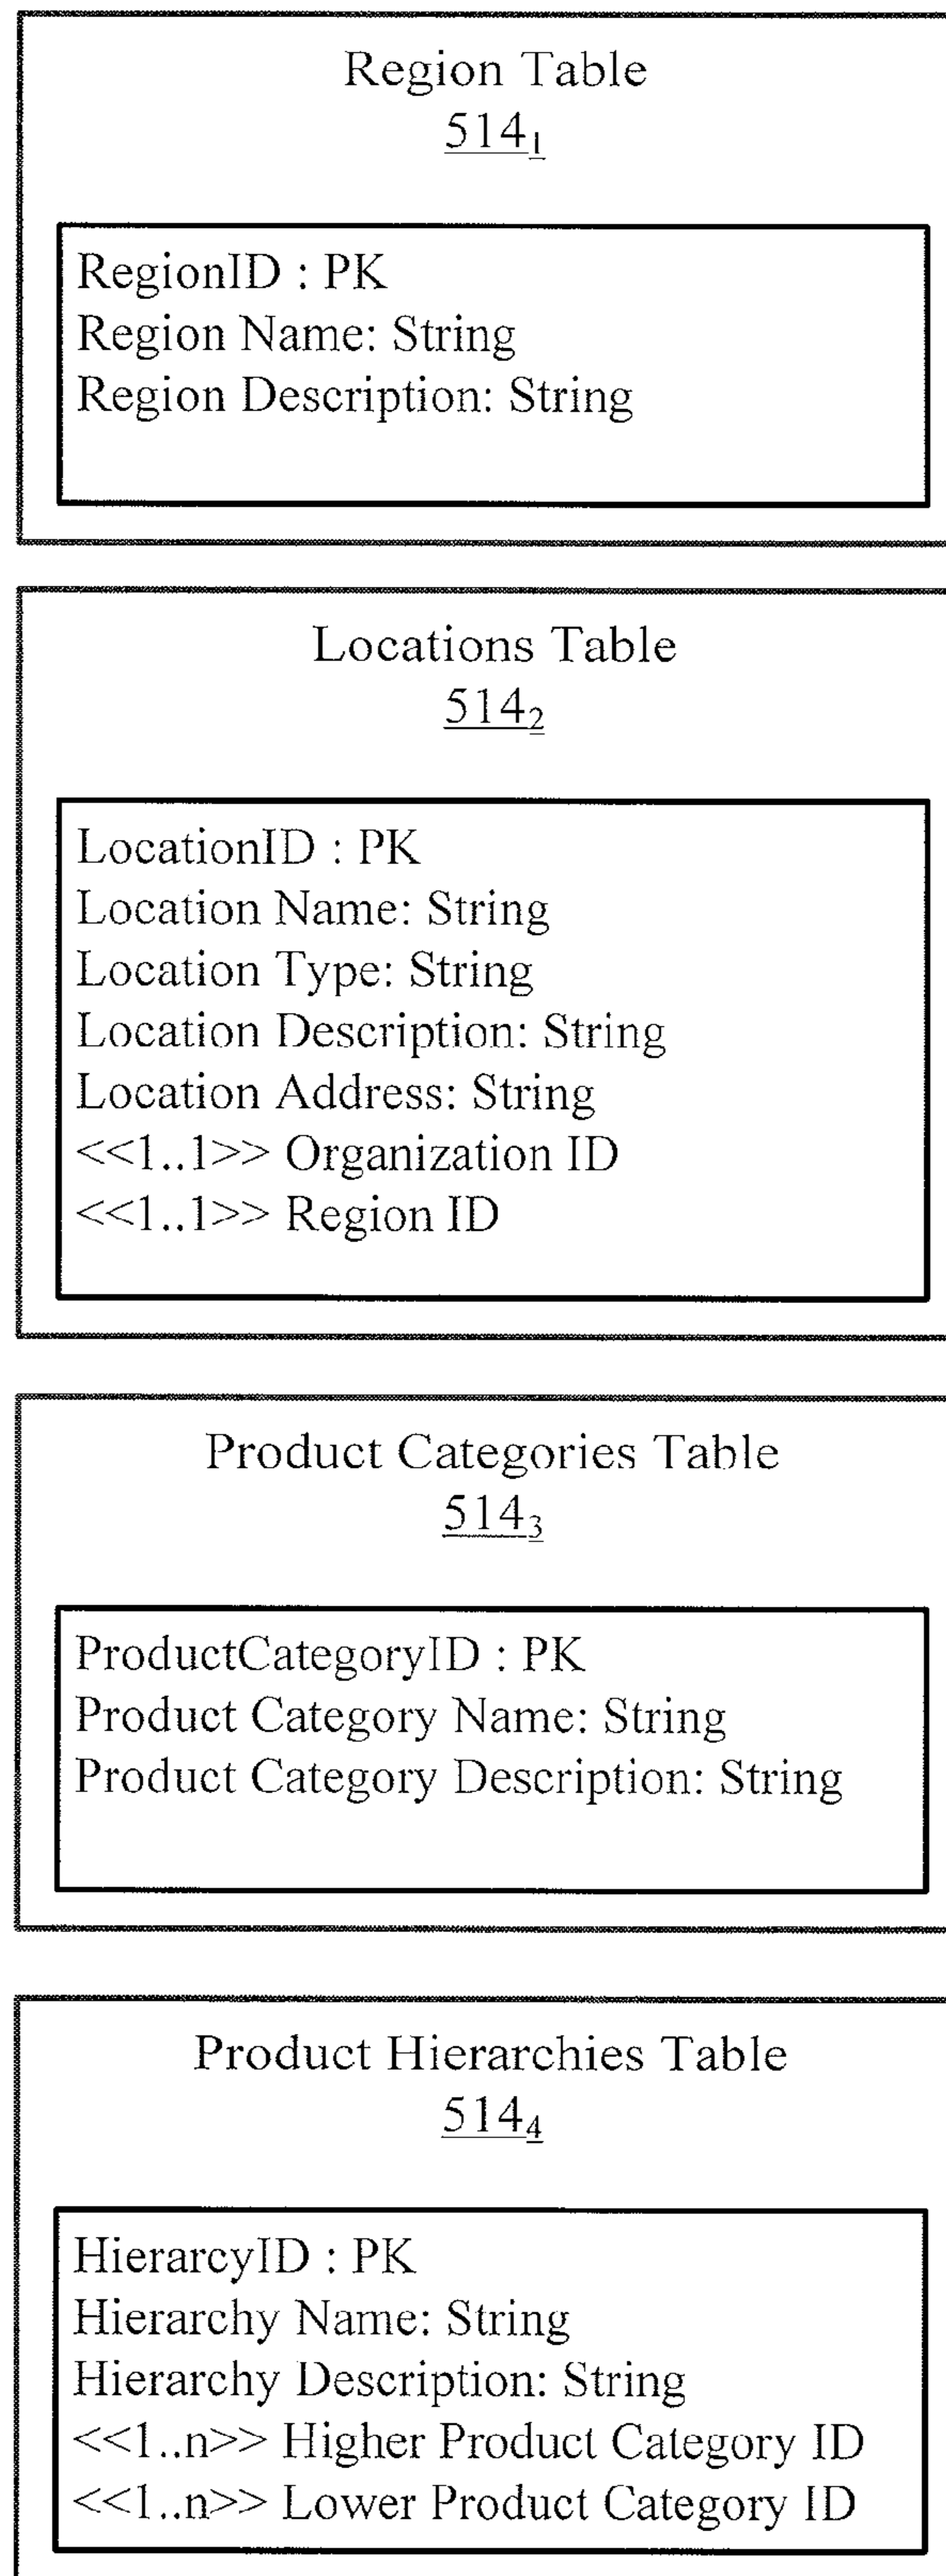 Region Table
514₁
RegionID : PK
Region Name: String
Region Description: String
Locations Table
514₂
LocationID : PK
Location Name: String
Location Type: String
Location Description: String
Location Address: String
<<1..1>> Organization ID
<<1..1>> Region ID
Product Categories Table
514₃
ProductCategoryID : PK
Product Category Name: String
Product Category Description: String
Product Hierarchies Table
514₄
HierarcyID : PK
Hierarchy Name: String
Hierarchy Description: String
<<1..n>> Higher Product Category ID
<<1..n>> Lower Product Category ID